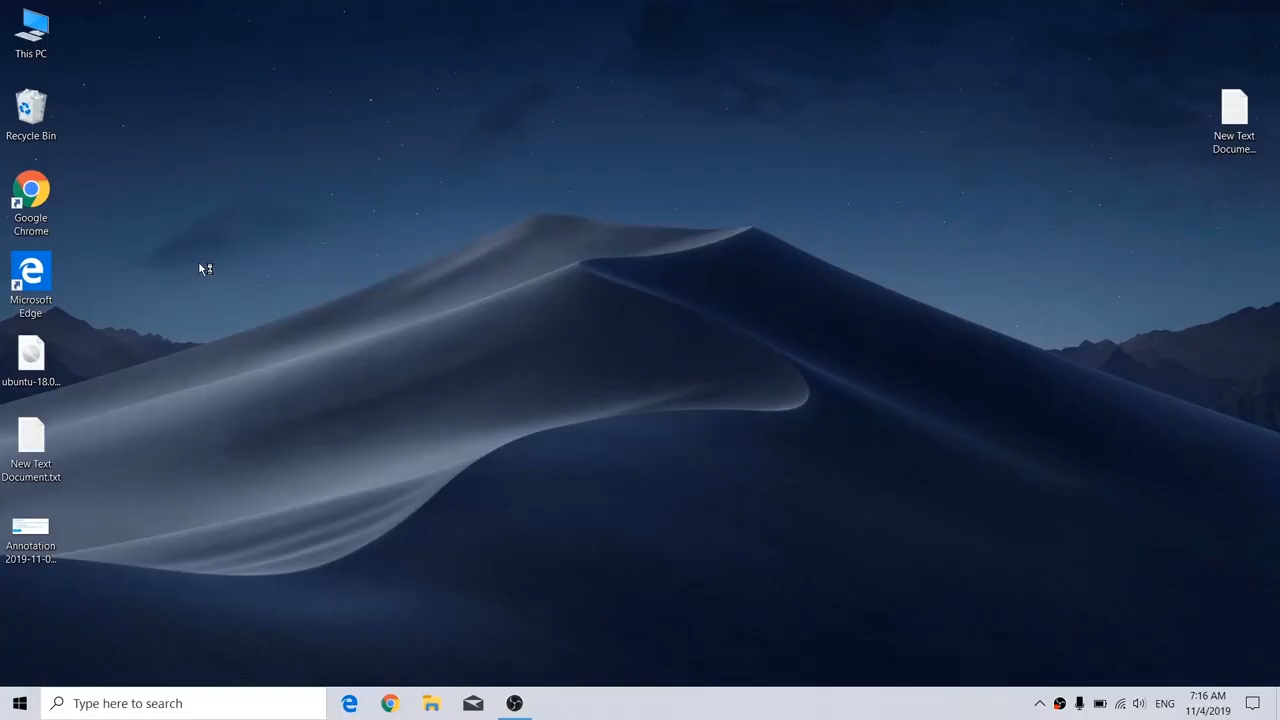 This PC
Recycle Bin
Google
Chrome
Microsoft
Edge
ubuntu-18.0...
New Text
Document.txt
Annotation
2019-11-0...
New Text
Docume...
Type here to search
ENG
7:16 AM
11/4/2019